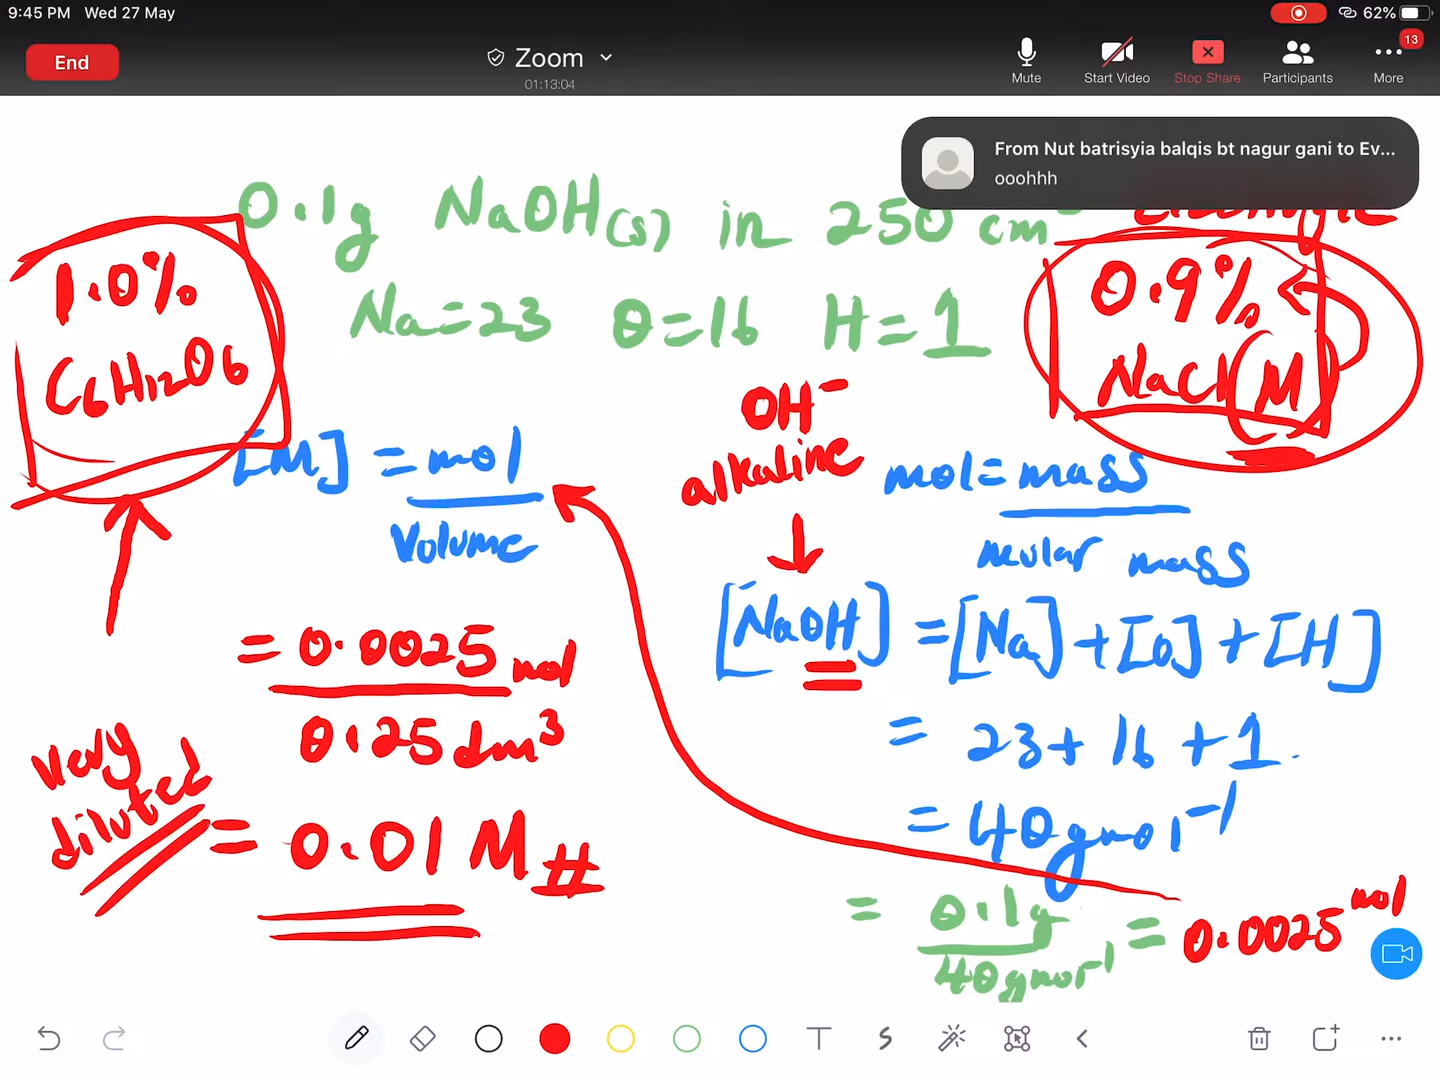 9:45 PM Wed 27 May
62%
End
Zoom
01:13:04
Mute
Start Video
Stop Share
Participants
13
More
From Nut batrisyia balqis bt nagur gani to Ev...
ooohhh
0.1g NaOH(s) in 250 cm
Na=23 O=16 H=1
1.0%
C6H12O6
0.9%
NaCl (M)
OH⁻
alkaline
[M] = mol
Volume
mol = mass
molar mass
[NaOH] = [Na] + [O] + [H]
= 23 + 16 + 1
= 40 gmol⁻¹
= 0.1g
40gmol⁻¹
= 0.0025 mol
= 0.0025 mol
0.25 dm³
= 0.01 M #
very
diluted
T